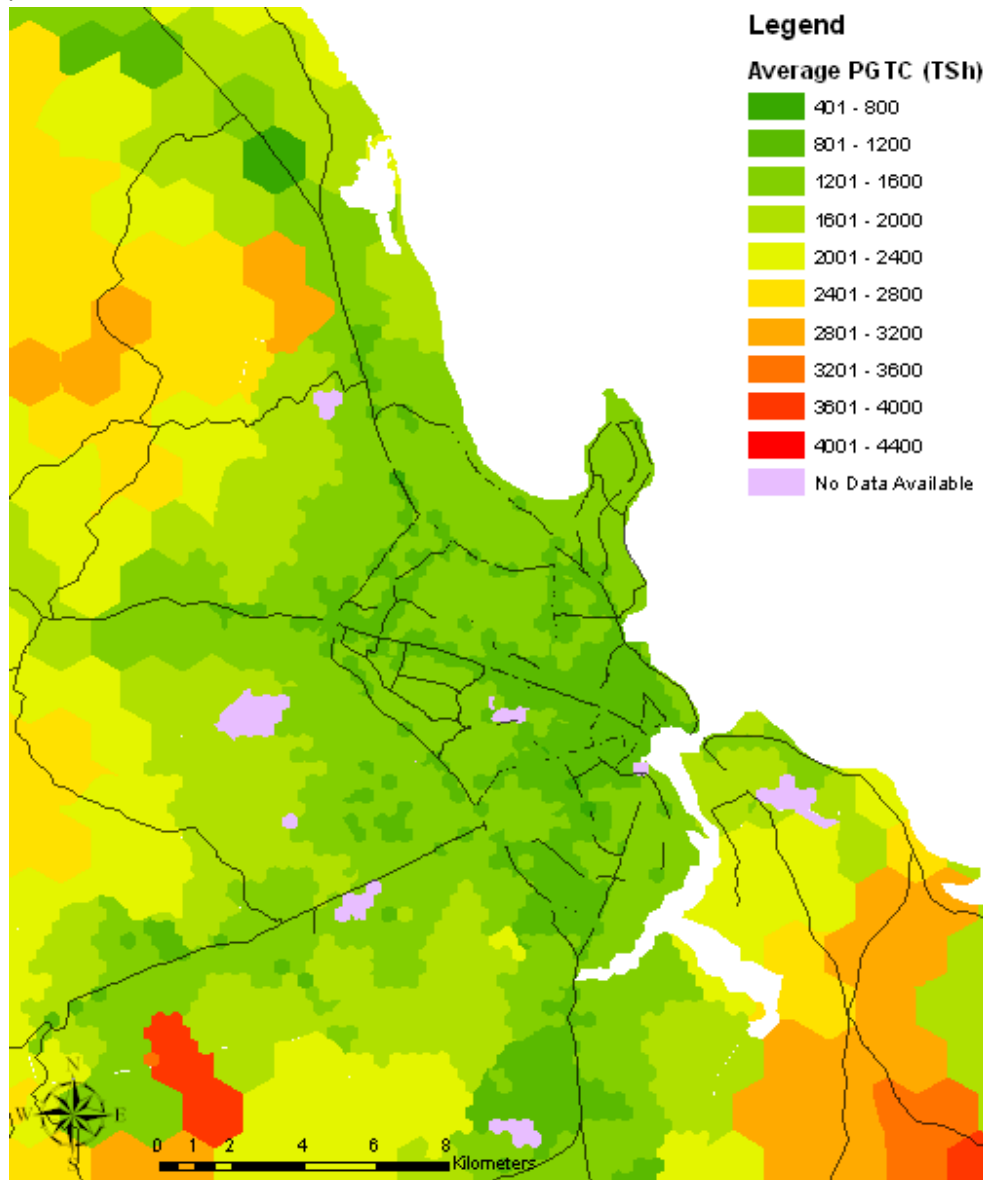 Legend
Average PGTC (TSh)
401 - 800
801 - 1200
1201 - 1600
1601 - 2000
2001 - 2400
2401 - 2800
2801 - 3200
3201 - 3600
3601 - 4000
4001 - 4400
No Data Available
N
W E
S
0 1 2 4 6 8
Kilometers